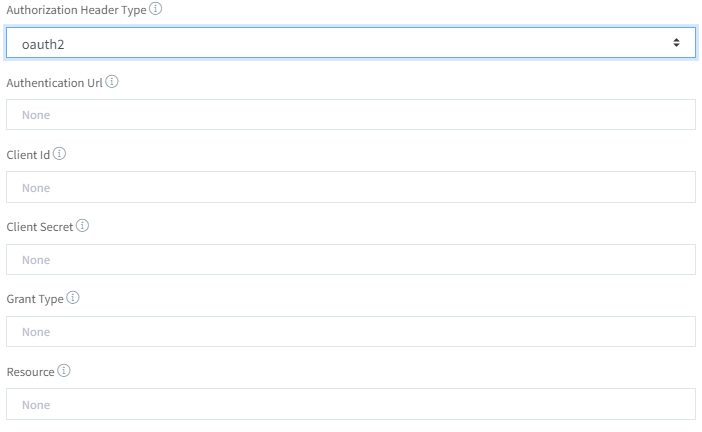 Authorization Header Type
oauth2
Authentication Url
None
Client Id
None
Client Secret
None
Grant Type
None
Resource
None